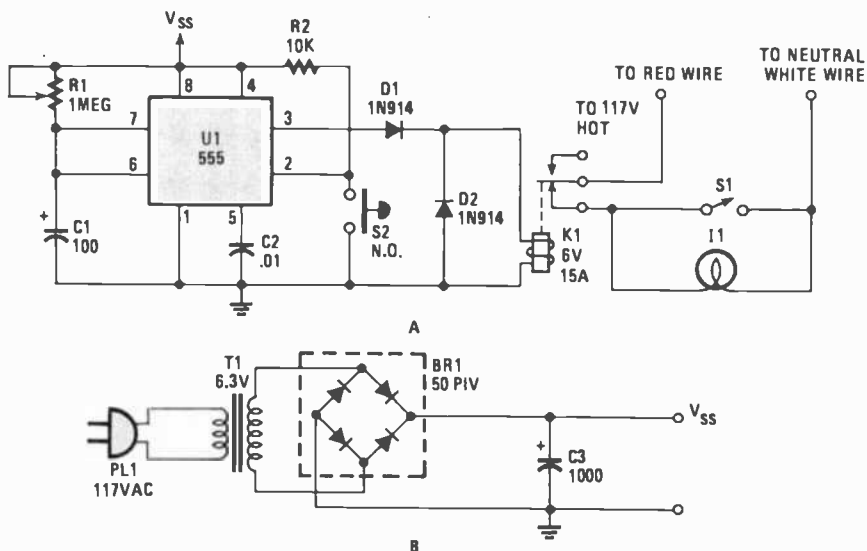 VSS
R2
10K
R1
1MEG
8
4
7
3
6
2
1
5
U1
555
D1
1N914
D2
1N914
+
C1
100
C2
.01
S2
N.O.
K1
6V
15A
TO 117V
HOT
TO RED WIRE
TO NEUTRAL
WHITE WIRE
S1
I1
A
T1
6.3V
BR1
50 PIV
PL1
117VAC
+
C3
1000
VSS
B